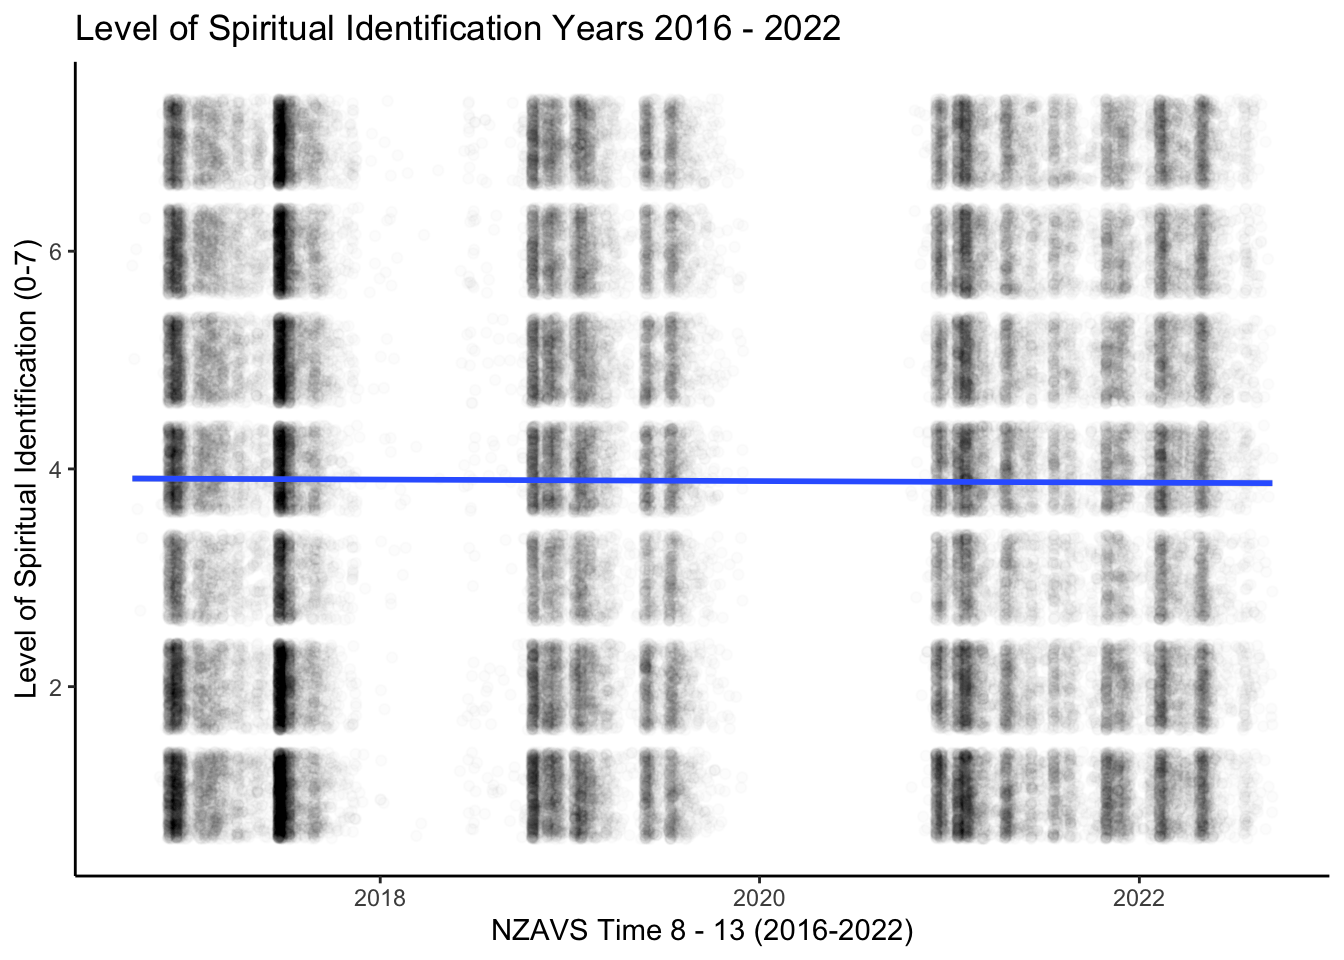 Level of Spiritual Identification Years 2016 - 2022
Level of Spiritual Identification (0-7)
6
4
2
2018
2020
2022
NZAVS Time 8 - 13 (2016-2022)